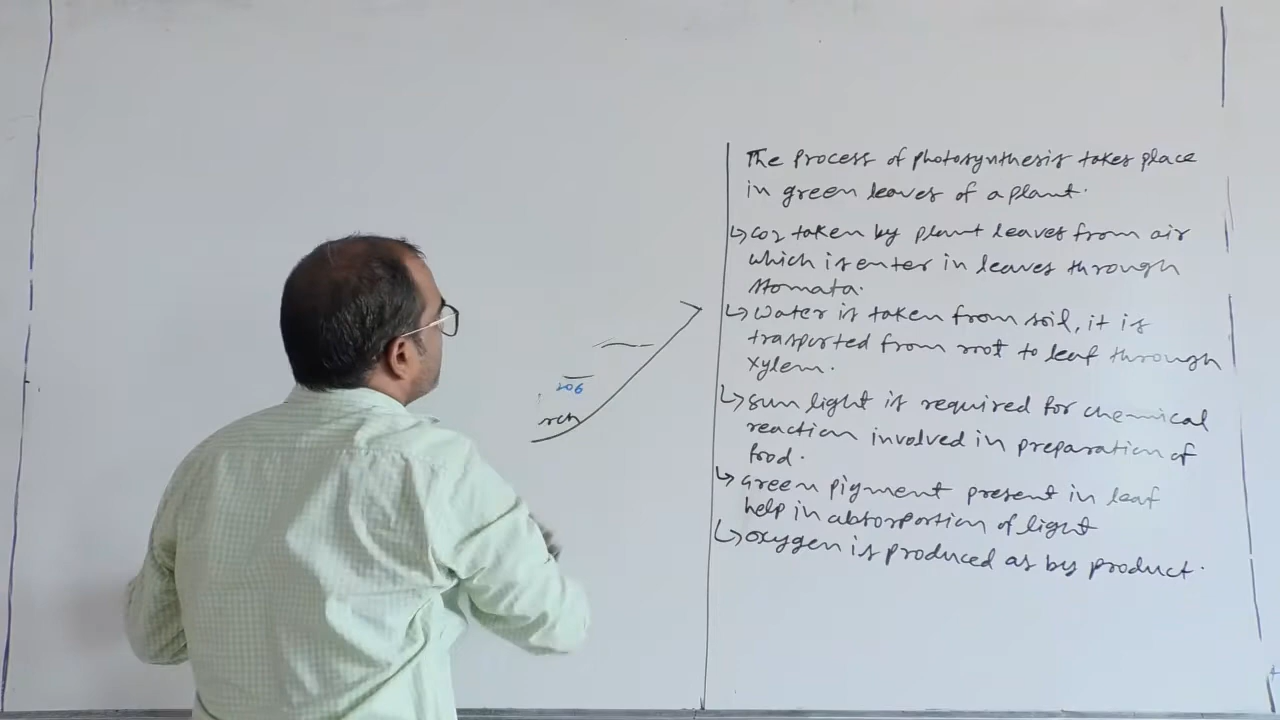 The process of photosynthesis takes place
in green leaves of a plant.
↳ CO2 taken by plant leaves from air
which is enter in leaves through
stomata.
↳ Water is taken from soil, it is
trasported from root to leaf through
xylem.
↳ Sun light is required for chemical
reaction involved in preparation of
food.
↳ Green pigment present in leaf
help in absorportion of light
↳ oxygen is produced as by product.